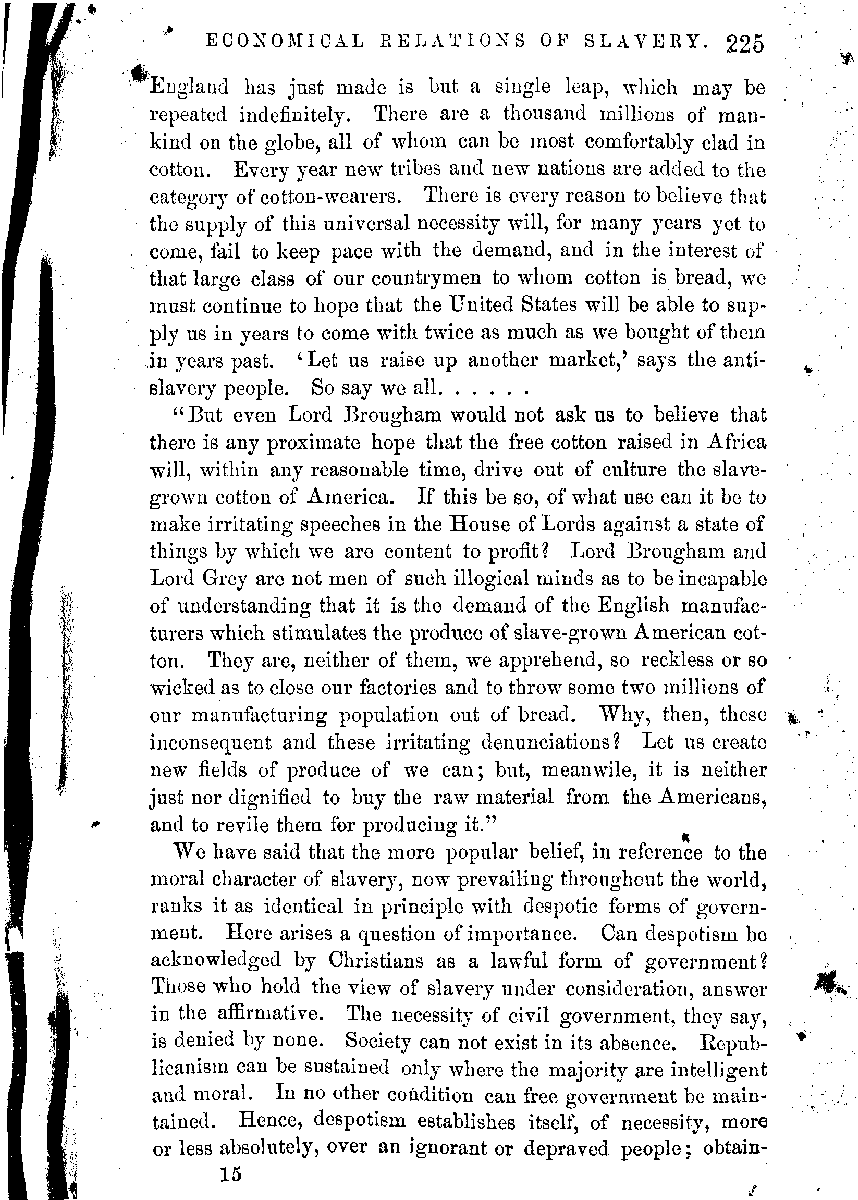 ECONOMICAL RELATIONS OF SLAVERY. 225
England has just made is but a single leap, which may be
repeated indefinitely. There are a thousand millions of man-
kind on the globe, all of whom can be most comfortably clad in
cotton. Every year new tribes and new nations are added to the
category of cotton-wearers. There is every reason to believe that
the supply of this universal necessity will, for many years yet to
come, fail to keep pace with the demand, and in the interest of
that large class of our countrymen to whom cotton is bread, we
must continue to hope that the United States will be able to sup-
ply us in years to come with twice as much as we bought of them
in years past. ‘Let us raise up another market,’ says the anti-
slavery people. So say we all. . . . . . .
“But even Lord Brougham would not ask us to believe that
there is any proximate hope that the free cotton raised in Africa
will, within any reasonable time, drive out of culture the slave-
grown cotton of America. If this be so, of what use can it be to
make irritating speeches in the House of Lords against a state of
things by which we are content to profit? Lord Brougham and
Lord Grey are not men of such illogical minds as to be incapable
of understanding that it is the demand of the English manufac-
turers which stimulates the produce of slave-grown American cot-
ton. They are, neither of them, we apprehend, so reckless or so
wicked as to close our factories and to throw some two millions of
our manufacturing population out of bread. Why, then, these
inconsequent and these irritating denunciations? Let us create
new fields of produce of we can; but, meanwile, it is neither
just nor dignified to buy the raw material from the Americans,
and to revile them for producing it.”
We have said that the more popular belief, in reference to the
moral character of slavery, now prevailing throughout the world,
ranks it as identical in principle with despotic forms of govern-
ment. Here arises a question of importance. Can despotism be
acknowledged by Christians as a lawful form of government?
Those who hold the view of slavery under consideration, answer
in the affirmative. The necessity of civil government, they say,
is denied by none. Society can not exist in its absence. Repub-
licanism can be sustained only where the majority are intelligent
and moral. In no other condition can free government be main-
tained. Hence, despotism establishes itself, of necessity, more
or less absolutely, over an ignorant or depraved people; obtain-
15